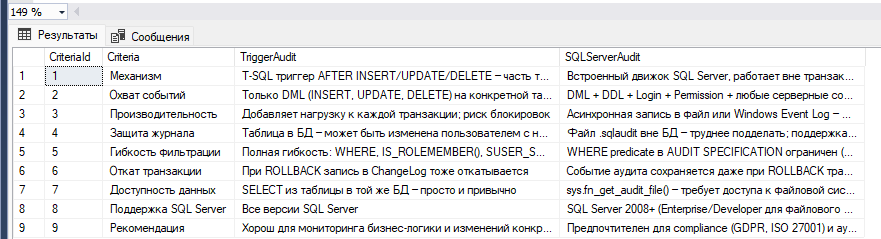 149 %
Результаты Сообщения
CriteriaId Criteria TriggerAudit SQLServerAudit
1 1 Механизм T-SQL триггер AFTER INSERT/UPDATE/DELETE – часть т... Встроенный движок SQL Server, работает вне транзак...
2 2 Охват событий Только DML (INSERT, UPDATE, DELETE) на конкретной та... DML + DDL + Login + Permission + любые серверные со...
3 3 Производительность Добавляет нагрузку к каждой транзакции; риск блокировок Асинхронная запись в файл или Windows Event Log – ...
4 4 Защита журнала Таблица в БД – может быть изменена пользователем с н... Файл .sqlaudit вне БД – труднее подделать; поддержка...
5 5 Гибкость фильтрации Полная гибкость: WHERE, IS_ROLEMEMBER(), SUSER_S... WHERE predicate в AUDIT SPECIFICATION ограничен (...
6 6 Откат транзакции При ROLLBACK запись в ChangeLog тоже откатывается Событие аудита сохраняется даже при ROLLBACK тра...
7 7 Доступность данных SELECT из таблицы в той же БД – просто и привычно sys.fn_get_audit_file() – требует доступа к файловой сис...
8 8 Поддержка SQL Server Все версии SQL Server SQL Server 2008+ (Enterprise/Developer для файлового ...
9 9 Рекомендация Хорош для мониторинга бизнес-логики и изменений конкр... Предпочтителен для compliance (GDPR, ISO 27001) и ау...